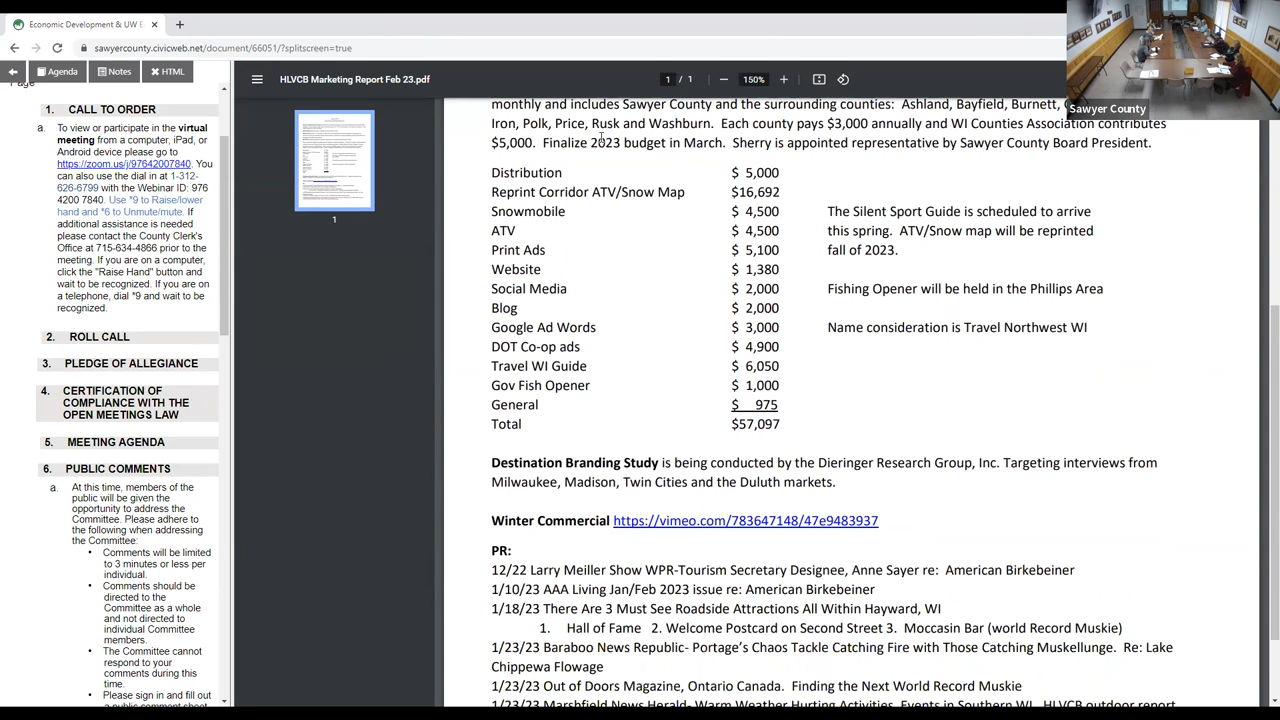 Economic Development & UW E
sawyercounty.civicweb.net/document/66051/?splitscreen=true
Agenda
Notes
HTML
HLVCB Marketing Report Feb 23.pdf
1 / 1
150%
Sawyer County
1. CALL TO ORDER
a. To view or participate in the virtual
meeting from a computer, iPad, or
Android device please go to
https://zoom.us/j/97642007840. You
can also use the dial in at 1-312-
626-6799 with the Webinar ID: 976
4200 7840. Use *9 to Raise/lower
hand and *6 to Unmute/mute. If
additional assistance is needed
please contact the County Clerk's
Office at 715-634-4866 prior to the
meeting. If you are on a computer,
click the "Raise Hand" button and
wait to be recognized. If you are on
a telephone, dial *9 and wait to be
recognized.
2. ROLL CALL
3. PLEDGE OF ALLEGIANCE
4. CERTIFICATION OF
COMPLIANCE WITH THE
OPEN MEETINGS LAW
5. MEETING AGENDA
6. PUBLIC COMMENTS
a. At this time, members of the
public will be given the
opportunity to address the
Committee. Please adhere to
the following when addressing
the Committee:
• Comments will be limited
to 3 minutes or less per
individual.
• Comments should be
directed to the
Committee as a whole
and not directed to
individual Committee
members.
• The Committee cannot
respond to your
comments during this
time.
• Please sign in and fill out
a public comment sheet
1
monthly and includes Sawyer County and the surrounding counties: Ashland, Bayfield, Burnett,
Iron, Polk, Price, Rusk and Washburn. Each county pays $3,000 annually and WI Counties Association contributes
$5,000. Finalize 2023 budget in March. Sherry is appointed representative by Sawyer County Board President.
Distribution $ 5,000
Reprint Corridor ATV/Snow Map $16,692
Snowmobile $ 4,500 The Silent Sport Guide is scheduled to arrive
ATV $ 4,500 this spring. ATV/Snow map will be reprinted
Print Ads $ 5,100 fall of 2023.
Website $ 1,380
Social Media $ 2,000 Fishing Opener will be held in the Phillips Area
Blog $ 2,000
Google Ad Words $ 3,000 Name consideration is Travel Northwest WI
DOT Co-op ads $ 4,900
Travel WI Guide $ 6,050
Gov Fish Opener $ 1,000
General $ 975
Total $57,097
Destination Branding Study is being conducted by the Dieringer Research Group, Inc. Targeting interviews from
Milwaukee, Madison, Twin Cities and the Duluth markets.
Winter Commercial https://vimeo.com/783647148/47e9483937
PR:
12/22 Larry Meiller Show WPR-Tourism Secretary Designee, Anne Sayer re: American Birkebeiner
1/10/23 AAA Living Jan/Feb 2023 issue re: American Birkebeiner
1/18/23 There Are 3 Must See Roadside Attractions All Within Hayward, WI
1. Hall of Fame 2. Welcome Postcard on Second Street 3. Moccasin Bar (world Record Muskie)
1/23/23 Baraboo News Republic- Portage's Chaos Tackle Catching Fire with Those Catching Muskellunge. Re: Lake
Chippewa Flowage
1/23/23 Out of Doors Magazine, Ontario Canada. Finding the Next World Record Muskie
1/23/23 Marshfield News Herald- Warm Weather Hurting Activities, Events in Southern WI. HLVCB outdoor report